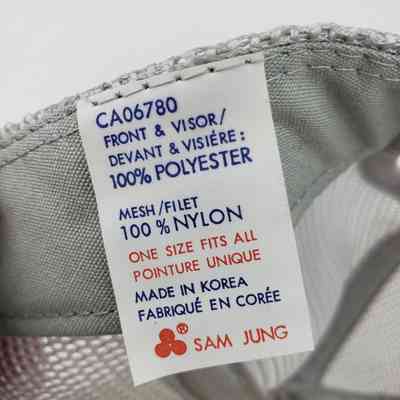 CA06780
FRONT & VISOR/
DEVANT & VISIÈRE:
100% POLYESTER
MESH/FILET
100% NYLON
ONE SIZE FITS ALL
POINTURE UNIQUE
MADE IN KOREA
FABRIQUÉ EN CORÉE
® SAM JUNG